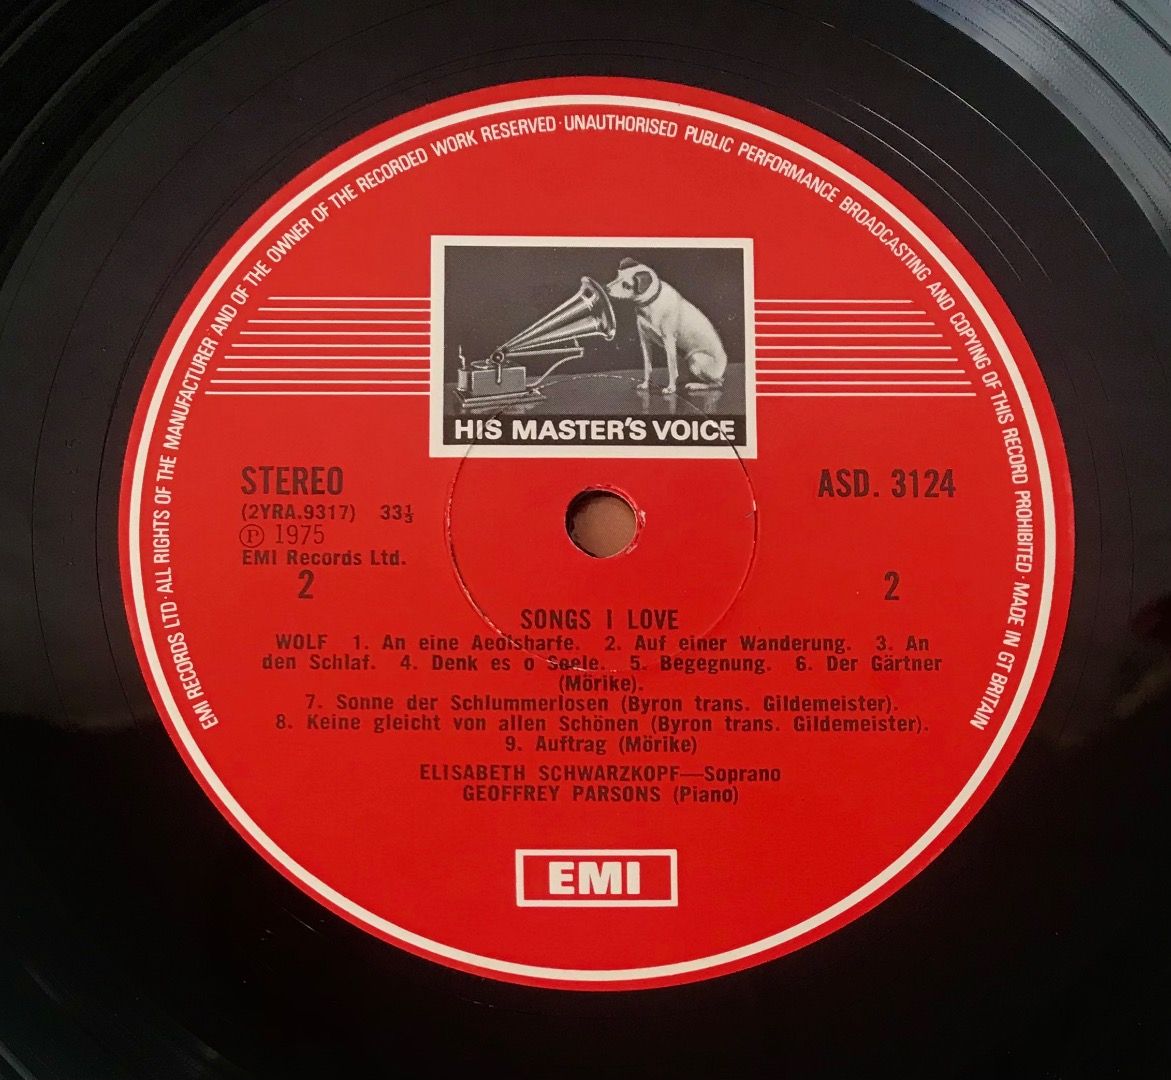 EMI RECORDS LTD · ALL RIGHTS OF THE MANUFACTURER AND OF THE OWNER OF THE RECORDED WORK RESERVED · UNAUTHORISED PUBLIC PERFORMANCE BROADCASTING AND COPYING OF THIS RECORD PROHIBITED · MADE IN GT BRITAIN
HIS MASTER'S VOICE
STEREO
ASD. 3124
(2YRA.9317) 33⅓
Ⓟ 1975
EMI Records Ltd.
2
2
SONGS I LOVE
WOLF 1. An eine Aeolsharfe. 2. Auf einer Wanderung. 3. An
den Schlaf. 4. Denk es o Seele. 5. Begegnung. 6. Der Gärtner
(Mörike).
7. Sonne der Schlummerlosen (Byron trans. Gildemeister).
8. Keine gleicht von allen Schönen (Byron trans. Gildemeister).
9. Auftrag (Mörike)
ELISABETH SCHWARZKOPF—Soprano
GEOFFREY PARSONS (Piano)
EMI